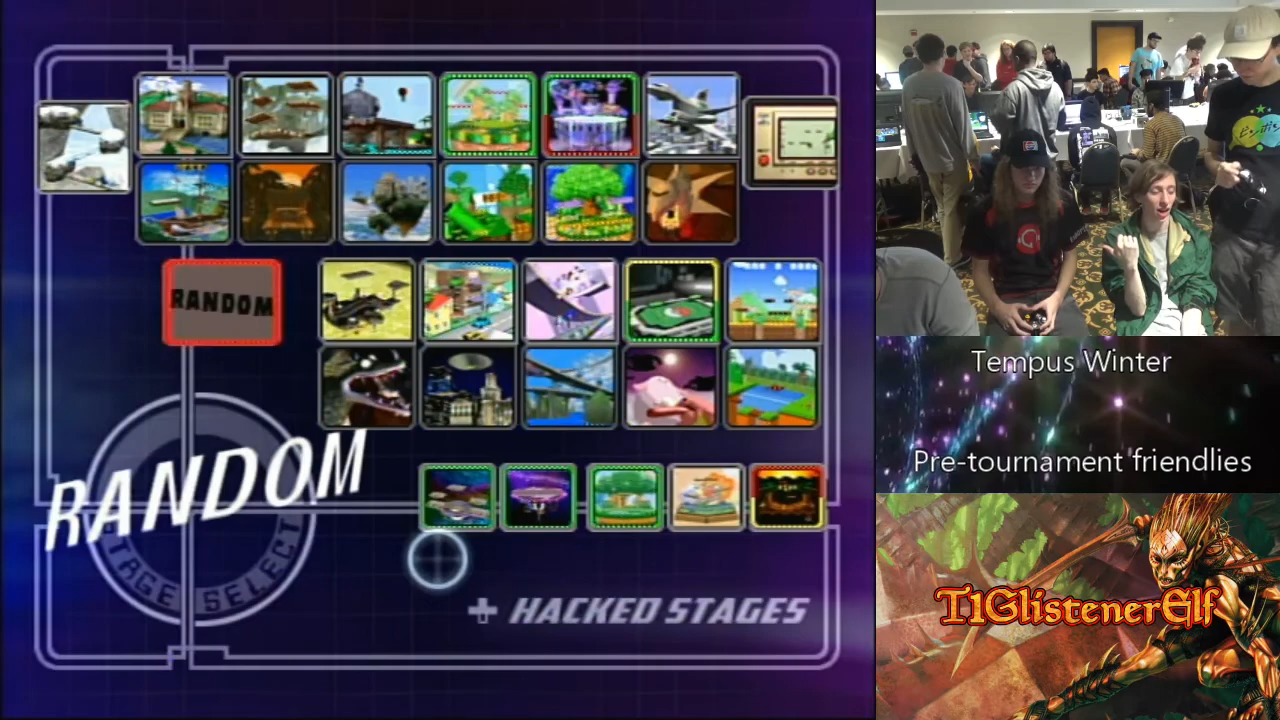 RANDOM
RANDOM
STAGE SELECT
+ HACKED STAGES
Tempus Winter
Pre-tournament friendlies
T1GlistenerElf